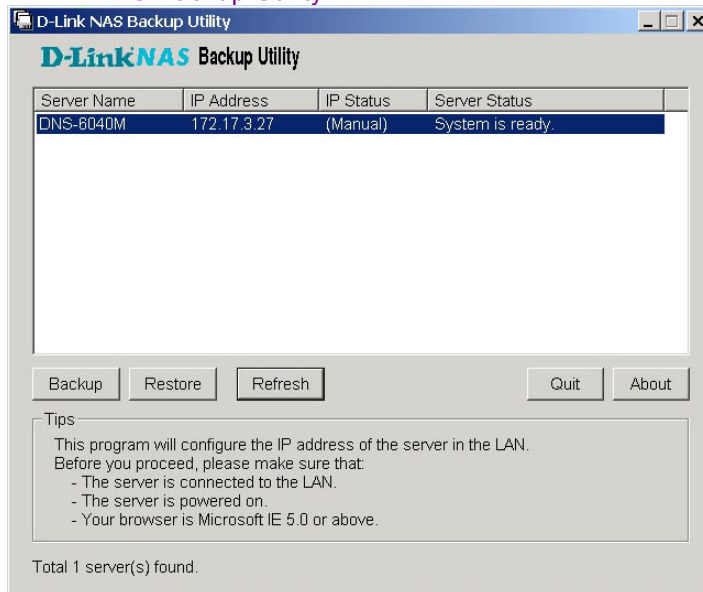 D-Link NAS Backup Utility
D-Link NAS Backup Utility
Server Name IP Address IP Status Server Status
DNS-6040M 172.17.3.27 (Manual) System is ready.
Backup Restore Refresh Quit About
Tips
This program will configure the IP address of the server in the LAN.
Before you proceed, please make sure that:
- The server is connected to the LAN.
- The server is powered on.
- Your browser is Microsoft IE 5.0 or above.
Total 1 server(s) found.